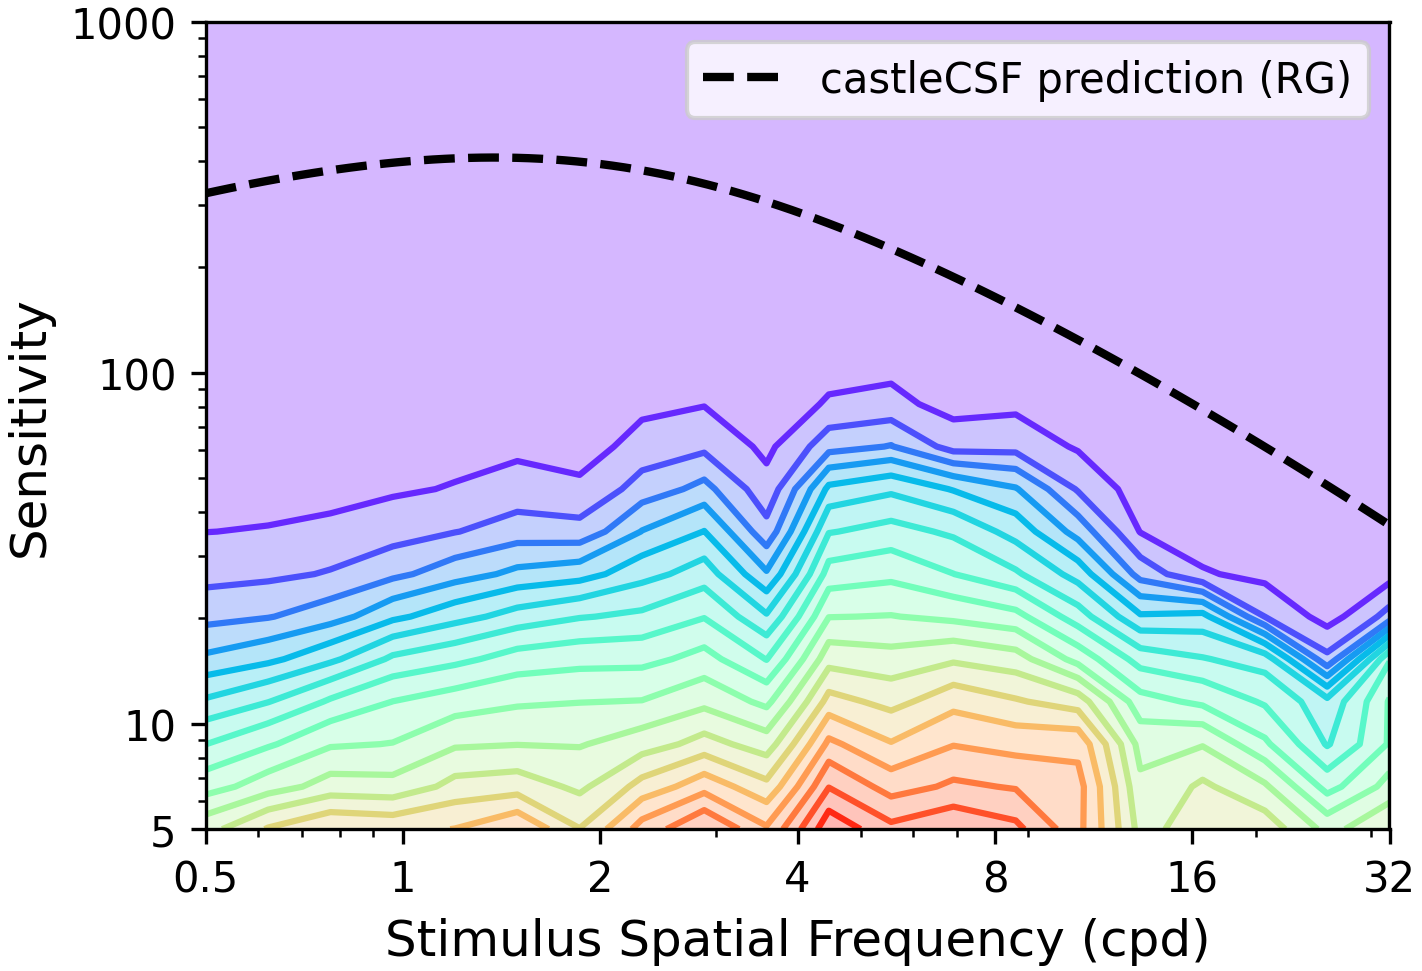 1000
castleCSF prediction (RG)
100
Sensitivity
10
5
0.5 1 2 4 8 16 32
Stimulus Spatial Frequency (cpd)